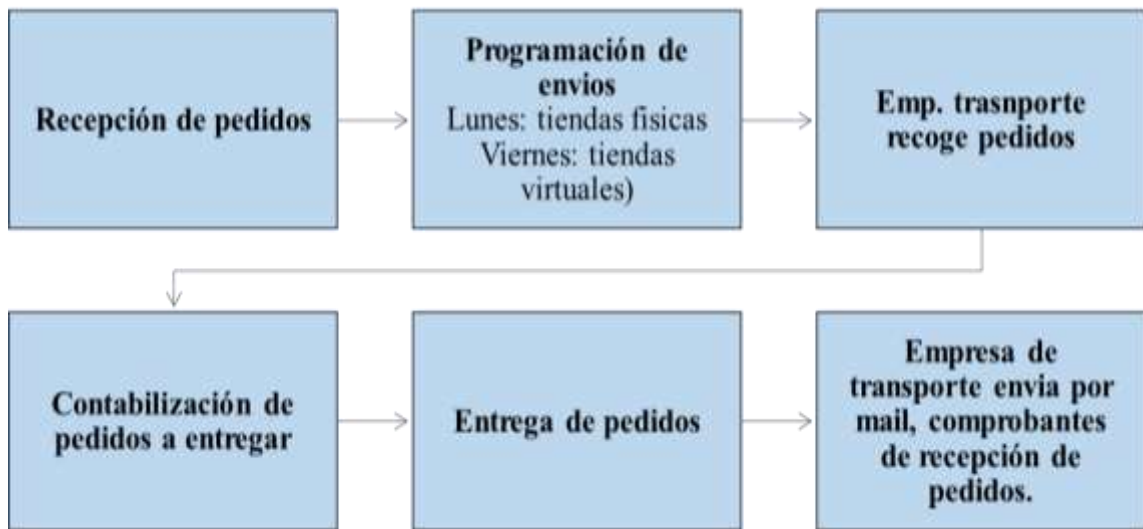 Recepción de pedidos
Programación de
envios
Lunes: tiendas fisicas
Viernes: tiendas
virtuales)
Emp. trasnporte
recoge pedidos
Contabilización de
pedidos a entregar
Entrega de pedidos
Empresa de
transporte envia por
mail, comprobantes
de recepción de
pedidos.